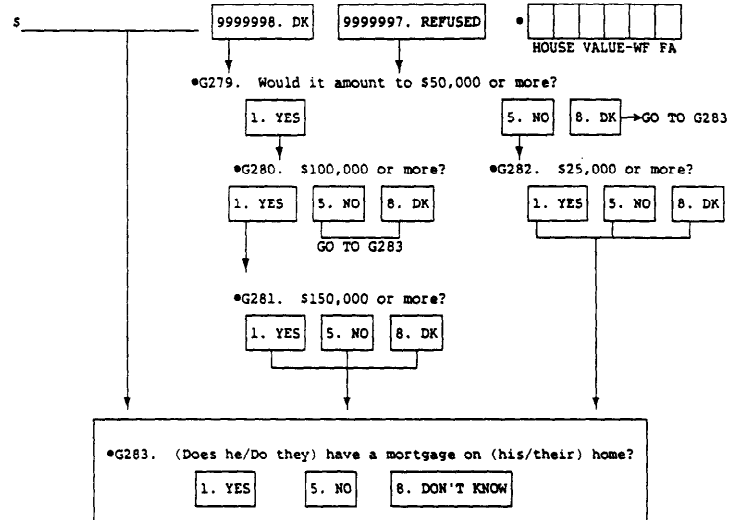 $ 9999998. DK 9999997. REFUSED •
HOUSE VALUE-WF FA
•G279. Would it amount to $50,000 or more?
1. YES 5. NO 8. DK GO TO G283
•G280. $100,000 or more? •G282. $25,000 or more?
1. YES 5. NO 8. DK 1. YES 5. NO 8. DK
GO TO G283
•G281. $150,000 or more?
1. YES 5. NO 8. DK
•G283. (Does he/Do they) have a mortgage on (his/their) home?
1. YES 5. NO 8. DON'T KNOW